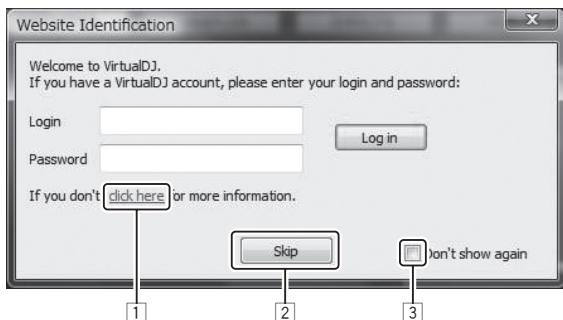 Website Identification
Welcome to VirtualDJ.
If you have a VirtualDJ account, please enter your login and password:
Login
Log in
Password
If you don't click here for more information.
Skip
Don't show again
1
2
3